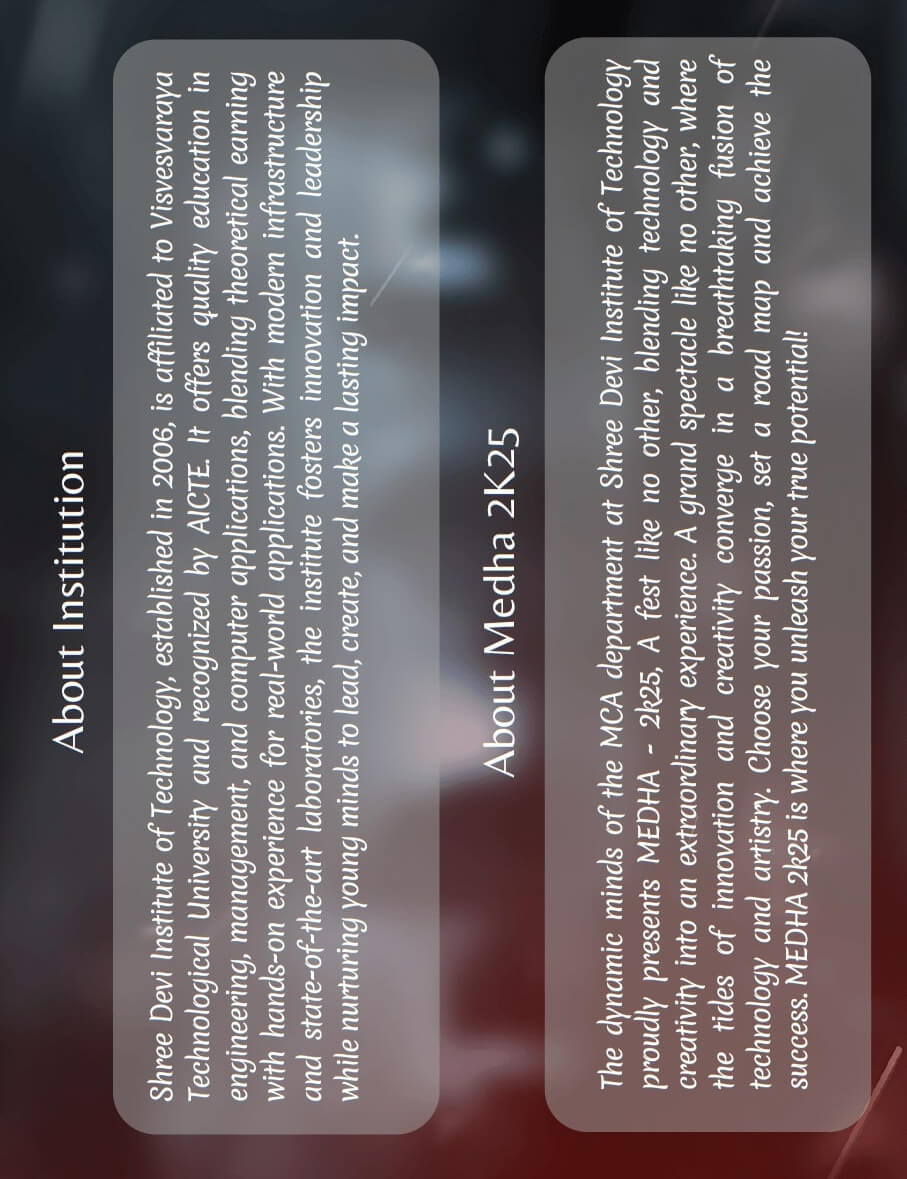 About Institution
Shree Devi Institute of Technology, established in 2006, is affiliated to Visvesvaraya
Technological University and recognized by AICTE. It offers quality education in
engineering, management, and computer applications, blending theoretical earning
with hands-on experience for real-world applications. With modern infrastructure
and state-of-the-art laboratories, the institute fosters innovation and leadership
while nurturing young minds to lead, create, and make a lasting impact.
About Medha 2K25
The dynamic minds of the MCA department at Shree Devi Institute of Technology
proudly presents MEDHA - 2k25, A fest like no other, blending technology and
creativity into an extraordinary experience. A grand spectacle like no other, where
the tides of innovation and creativity converge in a breathtaking fusion of
technology and artistry. Choose your passion, set a road map and achieve the
success. MEDHA 2k25 is where you unleash your true potential!